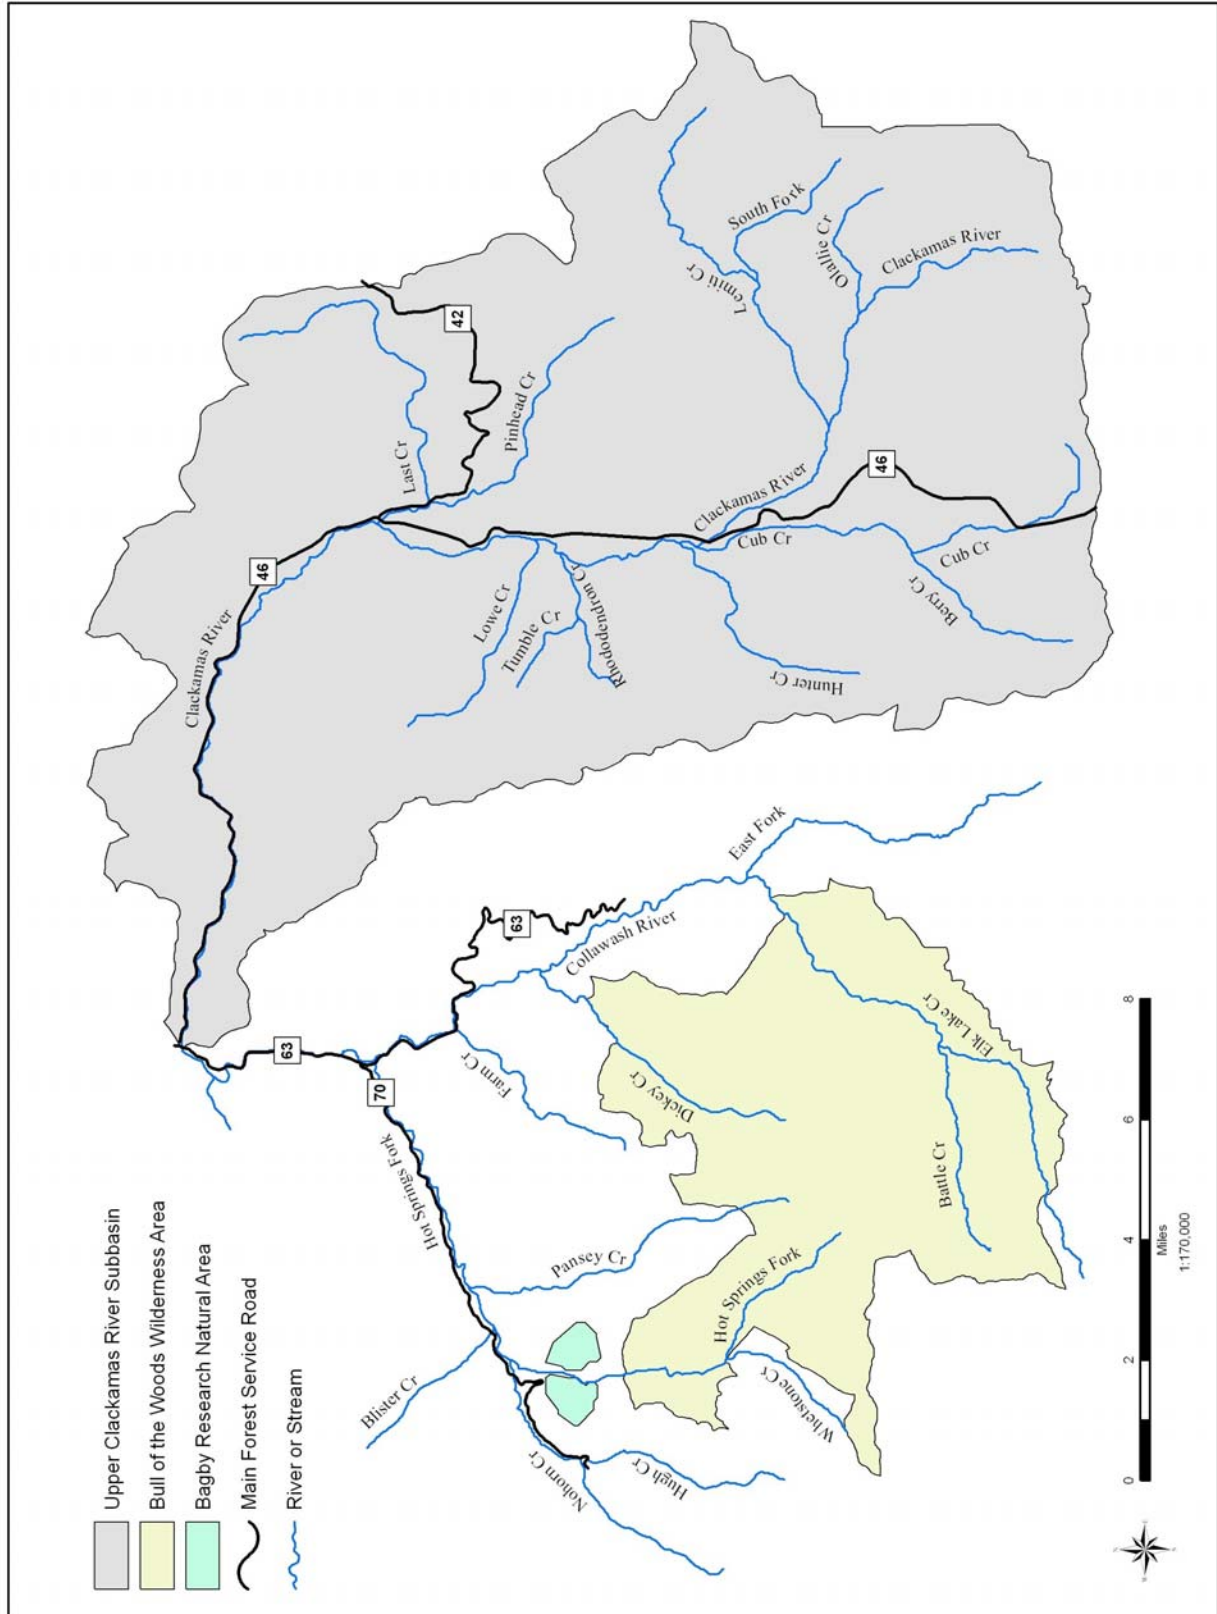 Upper Clackamas River Subbasin
Bull of the Woods Wilderness Area
Bagby Research Natural Area
Main Forest Service Road
River or Stream
Clackamas River
46
Last Cr
42
Pinhead Cr
Lowe Cr
Tumble Cr
Rhododendron Cr
Hunter Cr
Clackamas River
Cub Cr
46
Cub Cr
Berry Cr
Lemiti Cr
South Fork
Olallie Cr
Clackamas River
63
70
Hot Springs Fork
Farm Cr
63
Collawash River
East Fork
Dickey Cr
Elk Lake Cr
Battle Cr
Pansey Cr
Hot Springs Fork
Whetstone Cr
Blister Cr
Nohorn Cr
Hugh Cr
0
2
4
6
8
Miles
1:170,000